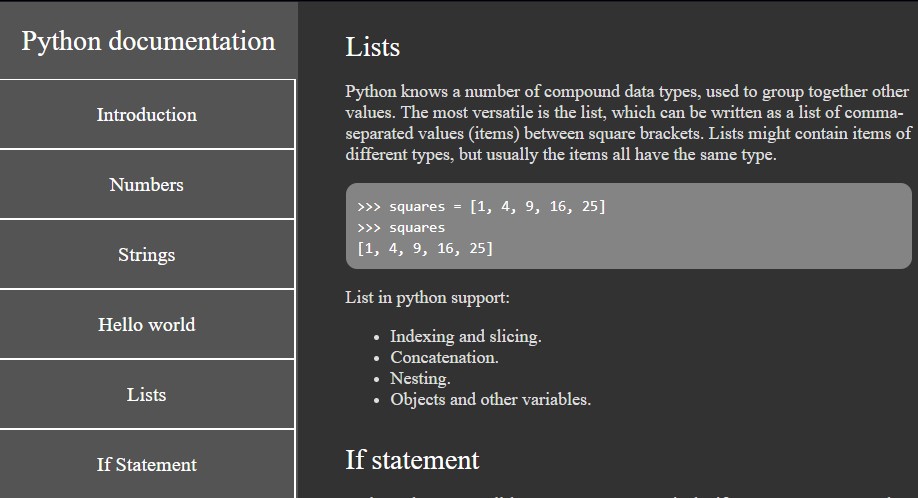 Python documentation
Introduction
Numbers
Strings
Hello world
Lists
If Statement
Lists
Python knows a number of compound data types, used to group together other
values. The most versatile is the list, which can be written as a list of comma-
separated values (items) between square brackets. Lists might contain items of
different types, but usually the items all have the same type.
>>> squares = [1, 4, 9, 16, 25]
>>> squares
[1, 4, 9, 16, 25]
List in python support:
• Indexing and slicing.
• Concatenation.
• Nesting.
• Objects and other variables.
If statement